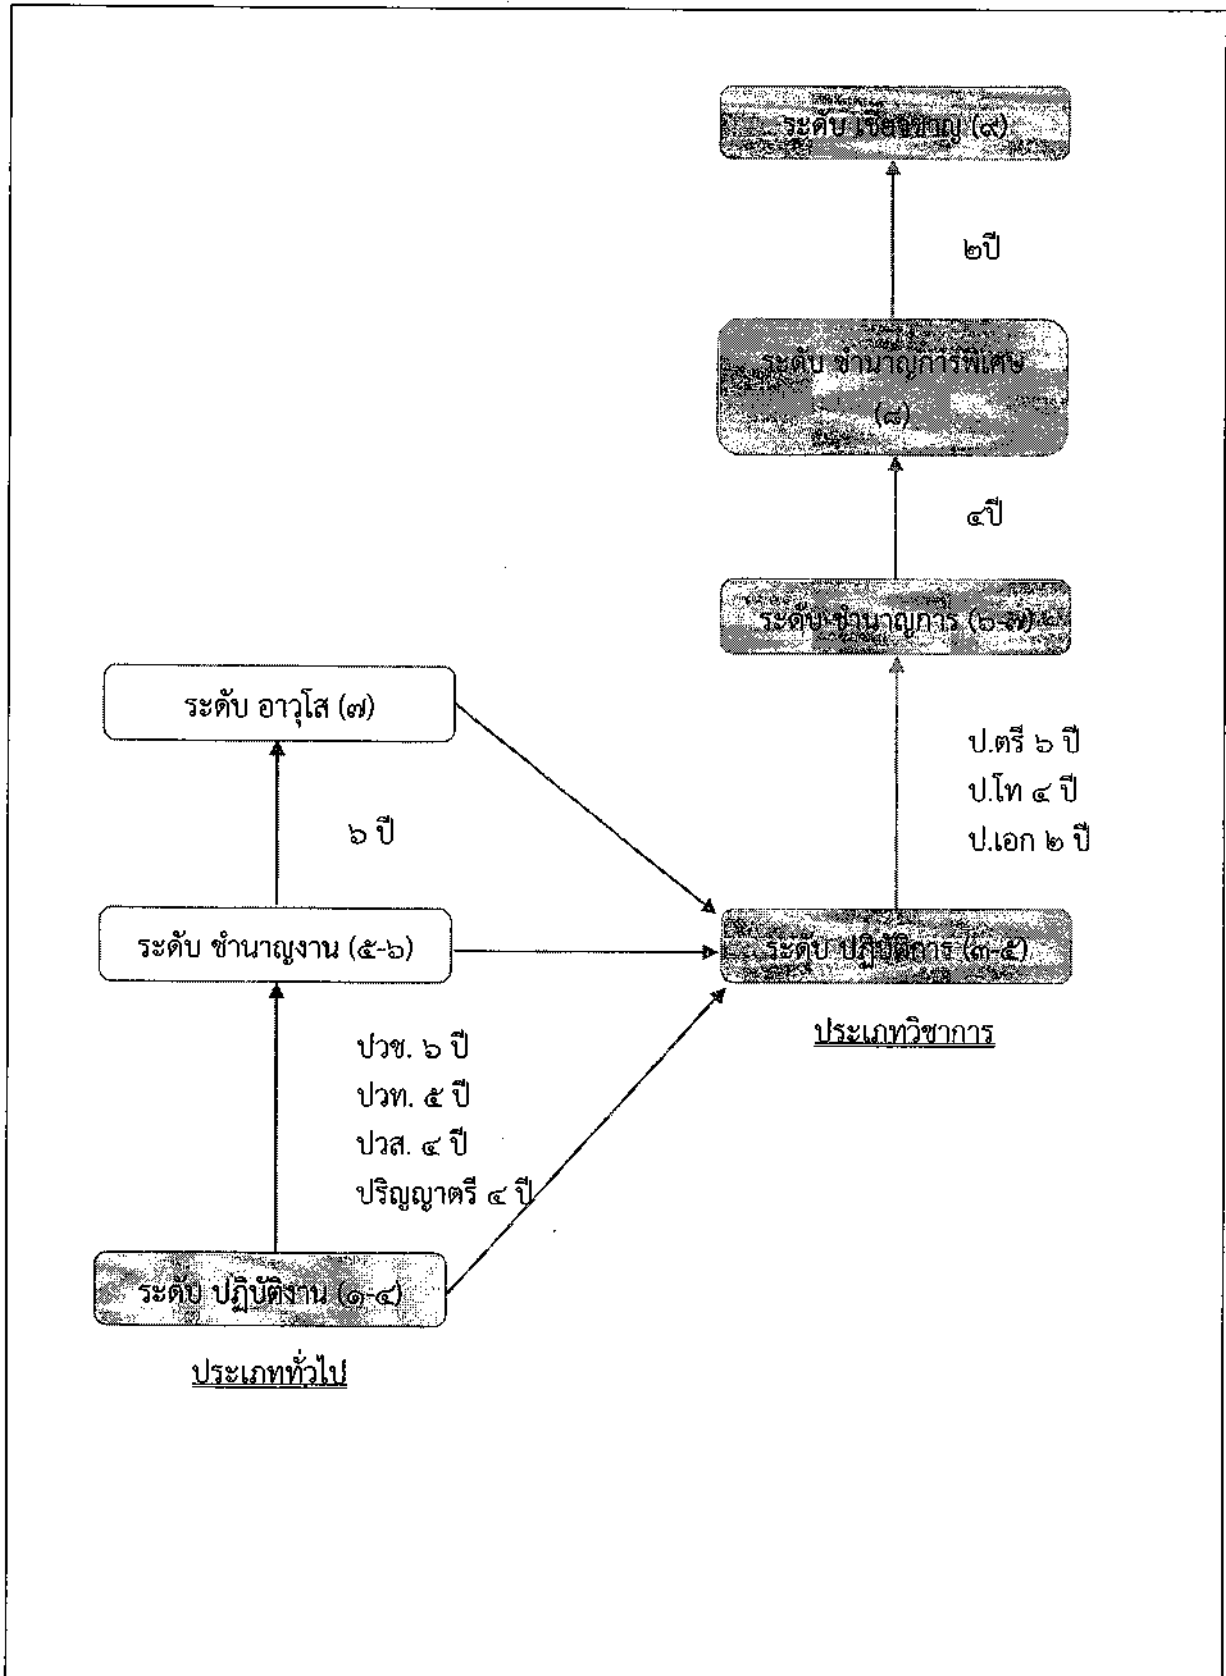 ระดับ เชี่ยวชาญ (๙)
๒ปี
ระดับ ชำนาญการพิเศษ
(๘)
๔ปี
ระดับ ชำนาญการ (๖-๗)
ระดับ อาวุโส (๗)
ป.ตรี ๖ ปี
ป.โท ๔ ปี
ป.เอก ๒ ปี
๖ ปี
ระดับ ชำนาญงาน (๕-๖)
ระดับ ปฏิบัติการ (๓-๕)
ประเภทวิชาการ
ปวช. ๖ ปี
ปวท. ๕ ปี
ปวส. ๔ ปี
ปริญญาตรี ๔ ปี
ระดับ ปฏิบัติงาน (๑-๔)
ประเภททั่วไป